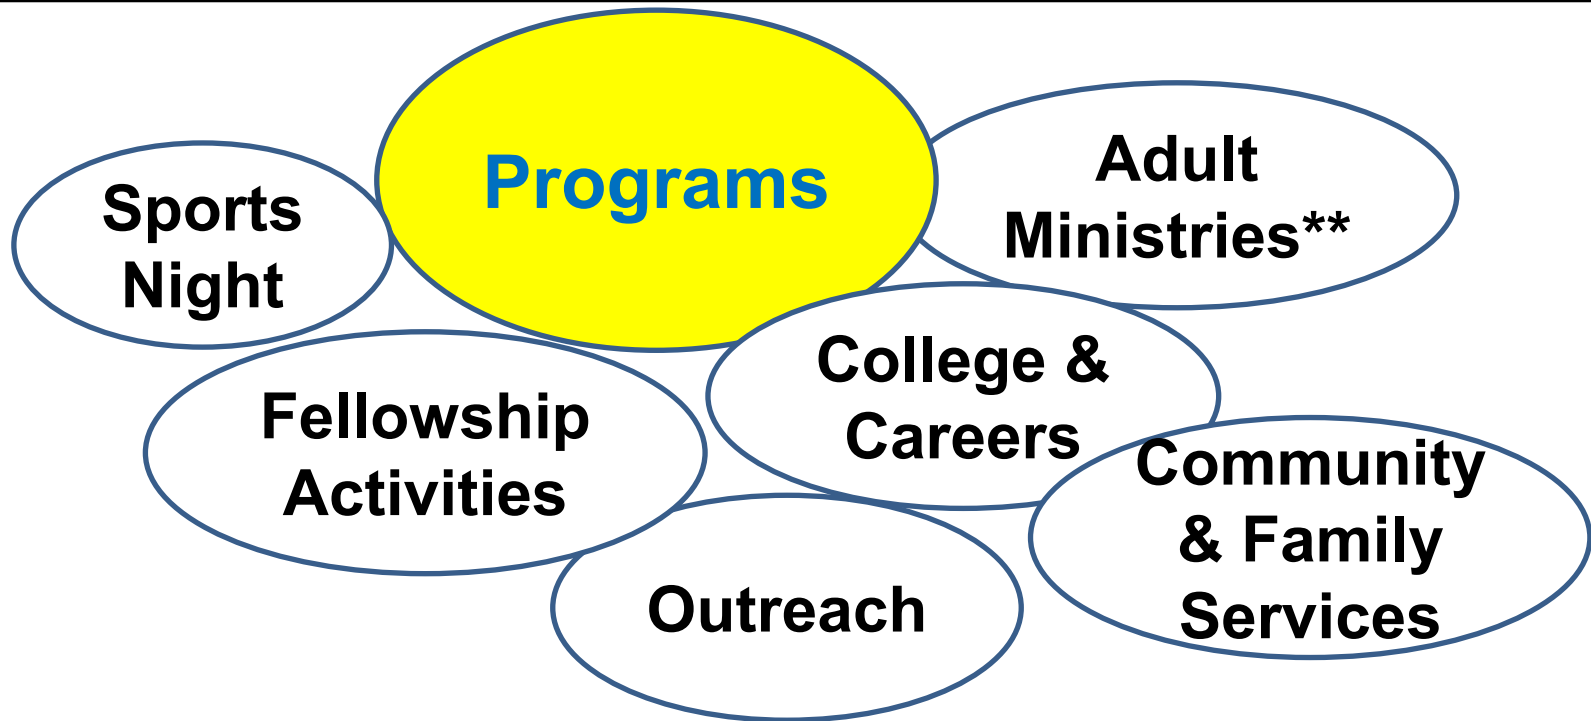 Programs
Adult
Ministries**
Sports
Night
College &
Careers
Fellowship
Activities
Community
& Family
Services
Outreach